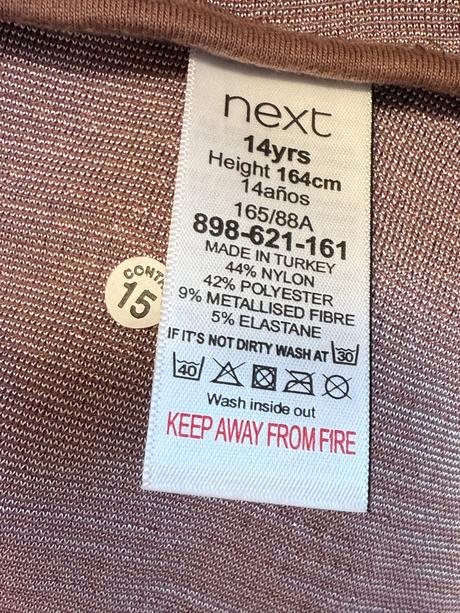 next
14yrs
Height 164cm
14años
165/88A
898-621-161
MADE IN TURKEY
44% NYLON
42% POLYESTER
9% METALLISED FIBRE
5% ELASTANE
IF IT'S NOT DIRTY WASH AT 30
40
Wash inside out
KEEP AWAY FROM FIRE
15